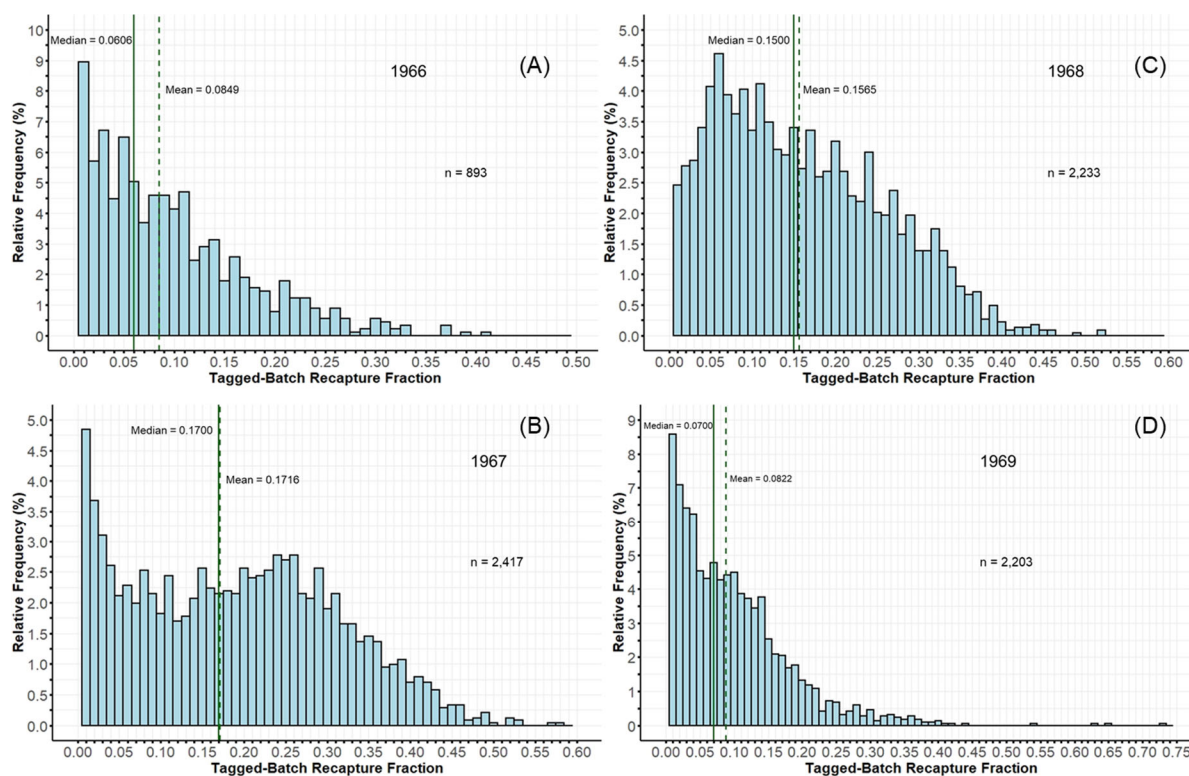 10
9
8
7
6
5
4
3
2
1
0
Relative Frequency (%)
Median = 0.0606
Mean = 0.0849
1966
(A)
n = 893
0.00 0.05 0.10 0.15 0.20 0.25 0.30 0.35 0.40 0.45 0.50
Tagged-Batch Recapture Fraction
5.0
4.5
4.0
3.5
3.0
2.5
2.0
1.5
1.0
0.5
0.0
Relative Frequency (%)
Median = 0.1500
Mean = 0.1565
1968
(C)
n = 2,233
0.00 0.05 0.10 0.15 0.20 0.25 0.30 0.35 0.40 0.45 0.50 0.55 0.60
Tagged-Batch Recapture Fraction
5.0
4.5
4.0
3.5
3.0
2.5
2.0
1.5
1.0
0.5
0.0
Relative Frequency (%)
Median = 0.1700
Mean = 0.1716
1967
(B)
n = 2,417
0.00 0.05 0.10 0.15 0.20 0.25 0.30 0.35 0.40 0.45 0.50 0.55 0.60
Tagged-Batch Recapture Fraction
9
8
7
6
5
4
3
2
1
0
Relative Frequency (%)
Median = 0.0700
Mean = 0.0822
1969
(D)
n = 2,203
0.00 0.05 0.10 0.15 0.20 0.25 0.30 0.35 0.40 0.45 0.50 0.55 0.60 0.65 0.70 0.75
Tagged-Batch Recapture Fraction